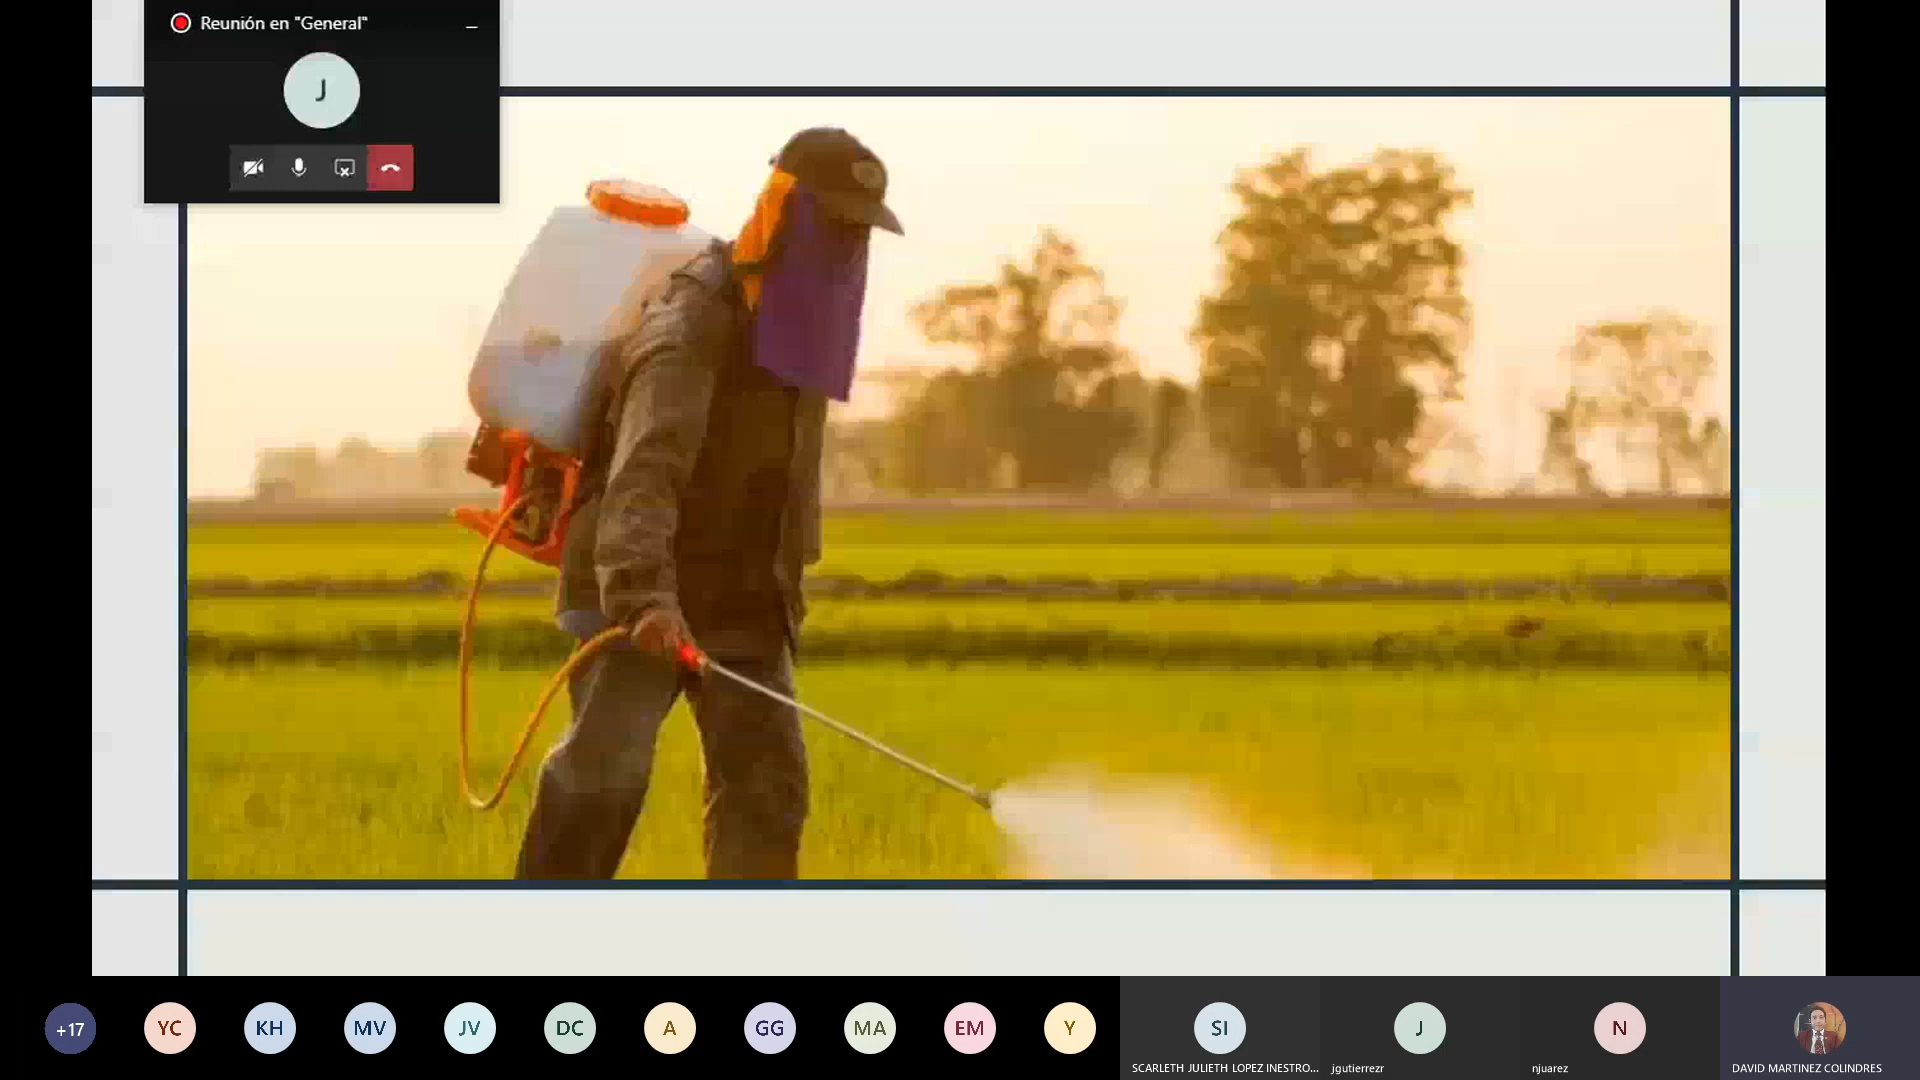 Reunión en "General"
J
+17
YC
KH
MV
JV
DC
A
GG
MA
EM
Y
SI
J
N
SCARLETH JULIETH LOPEZ INESTRO...
jgutierrezr
njuarez
DAVID MARTINEZ COLINDRES